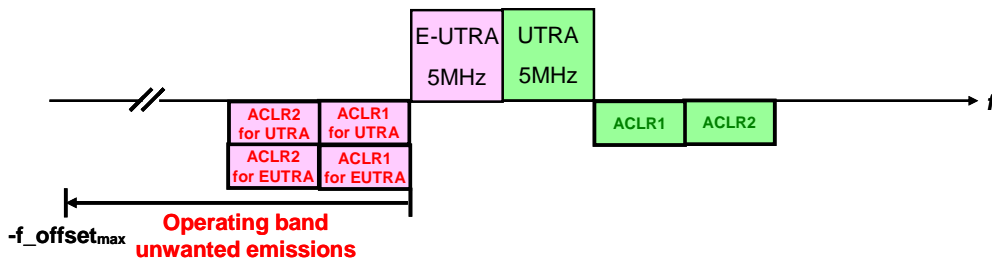 E-UTRA
5MHz
UTRA
5MHz
f
ACLR2
for UTRA
ACLR1
for UTRA
ACLR1
ACLR2
ACLR2
for EUTRA
ACLR1
for EUTRA
-f_offsetmax
Operating band
unwanted emissions